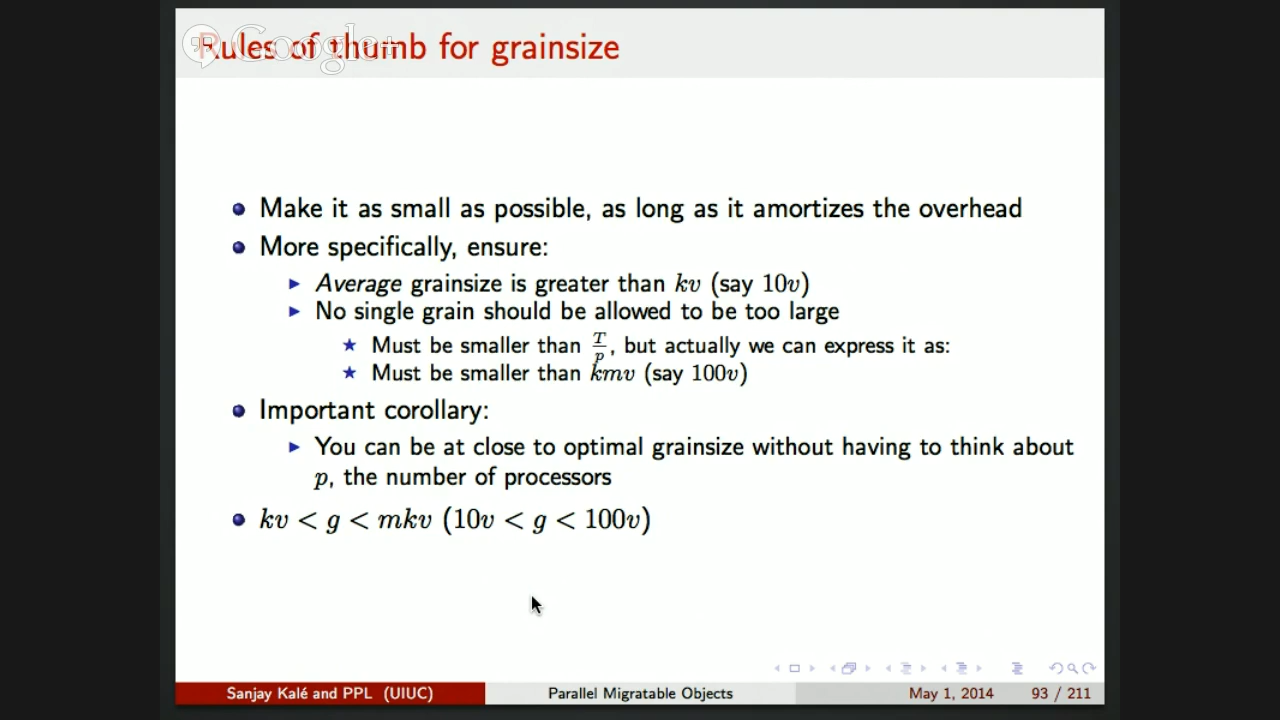 Google+
Rules of thumb for grainsize
Make it as small as possible, as long as it amortizes the overhead
More specifically, ensure:
Average grainsize is greater than kv (say 10v)
No single grain should be allowed to be too large
Must be smaller than T/p, but actually we can express it as:
Must be smaller than kmv (say 100v)
Important corollary:
You can be at close to optimal grainsize without having to think about
p, the number of processors
kv < g < mkv (10v < g < 100v)
Sanjay Kalé and PPL (UIUC)
Parallel Migratable Objects
May 1, 2014
93 / 211